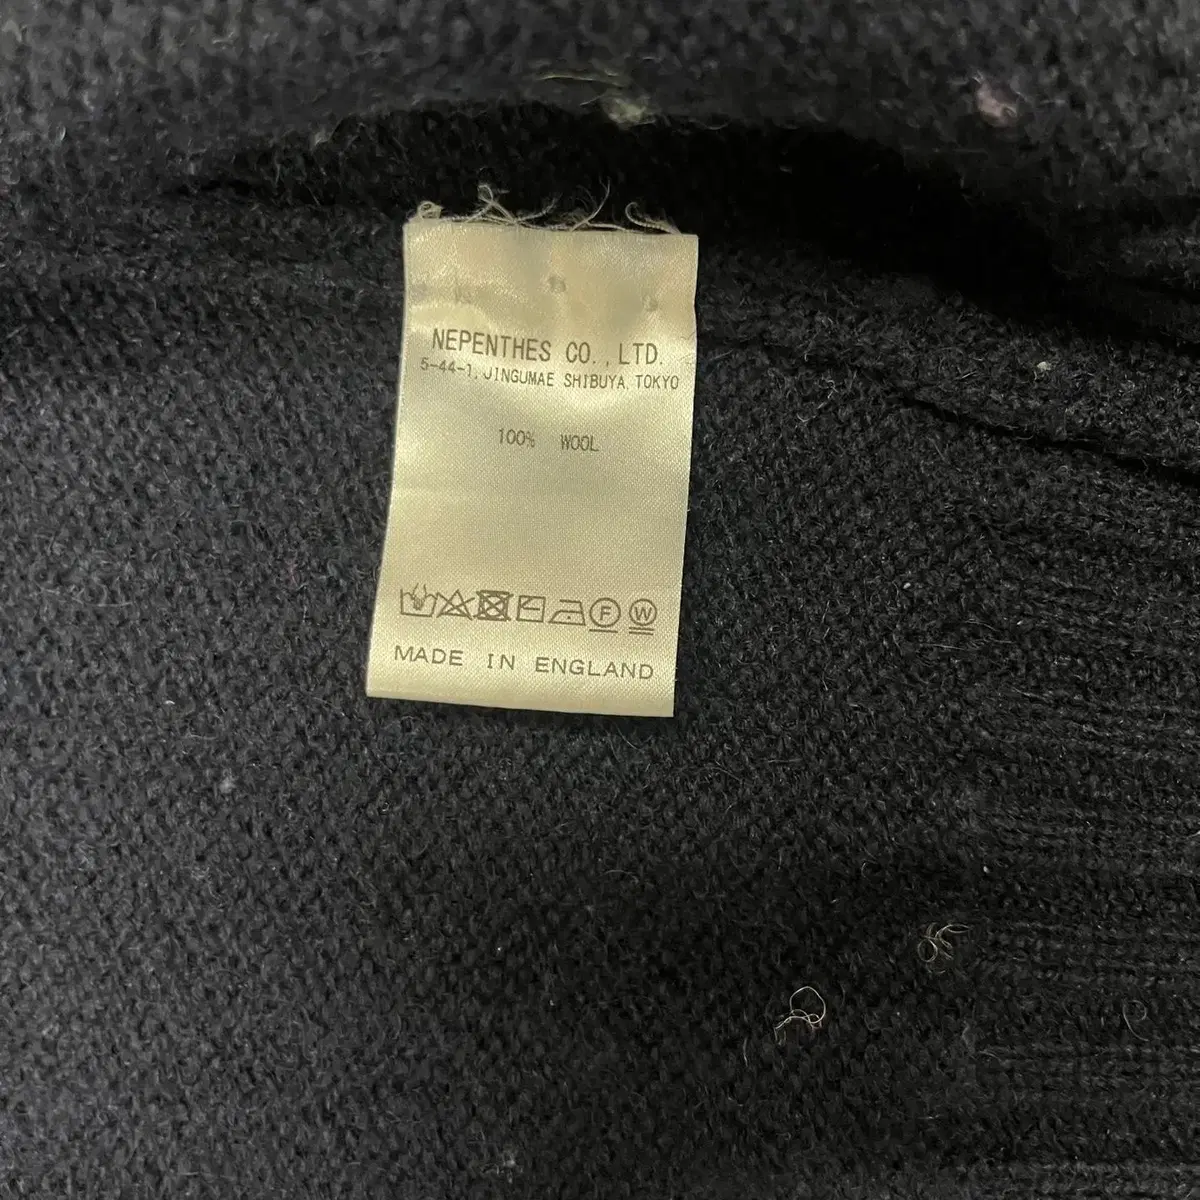 NEPENTHES CO., LTD.
5-44-1, JINGUMAE SHIBUYA, TOKYO
100% WOOL
F W
MADE IN ENGLAND